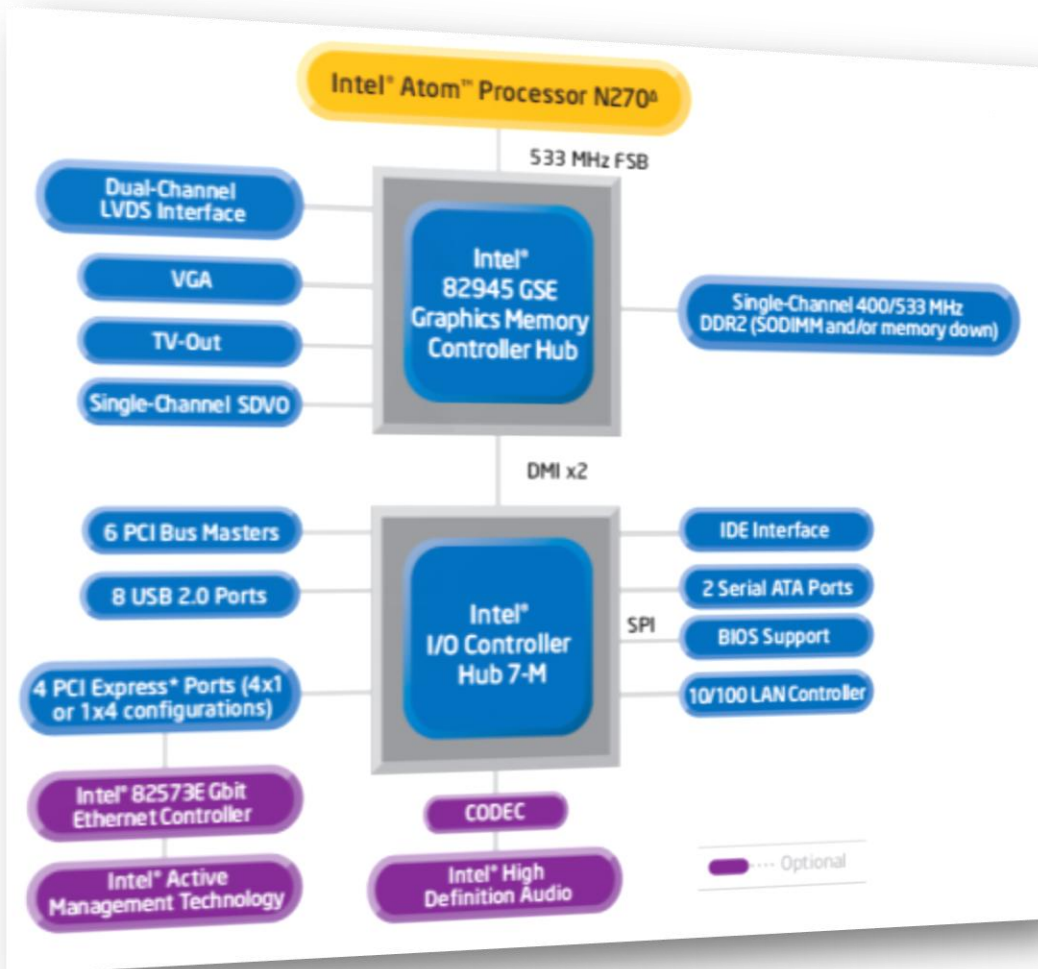 Intel® Atom™ Processor N270Δ
533 MHz FSB
Dual-Channel
LVDS Interface
VGA
TV-Out
Single-Channel SDVO
Intel®
82945 GSE
Graphics Memory
Controller Hub
Single-Channel 400/533 MHz
DDR2 (SODIMM and/or memory down)
DMI x2
6 PCI Bus Masters
8 USB 2.0 Ports
4 PCI Express* Ports (4x1
or 1x4 configurations)
Intel®
I/O Controller
Hub 7-M
IDE Interface
2 Serial ATA Ports
SPI
BIOS Support
10/100 LAN Controller
Intel® 82573E Gbit
Ethernet Controller
Intel® Active
Management Technology
CODEC
Intel® High
Definition Audio
Optional